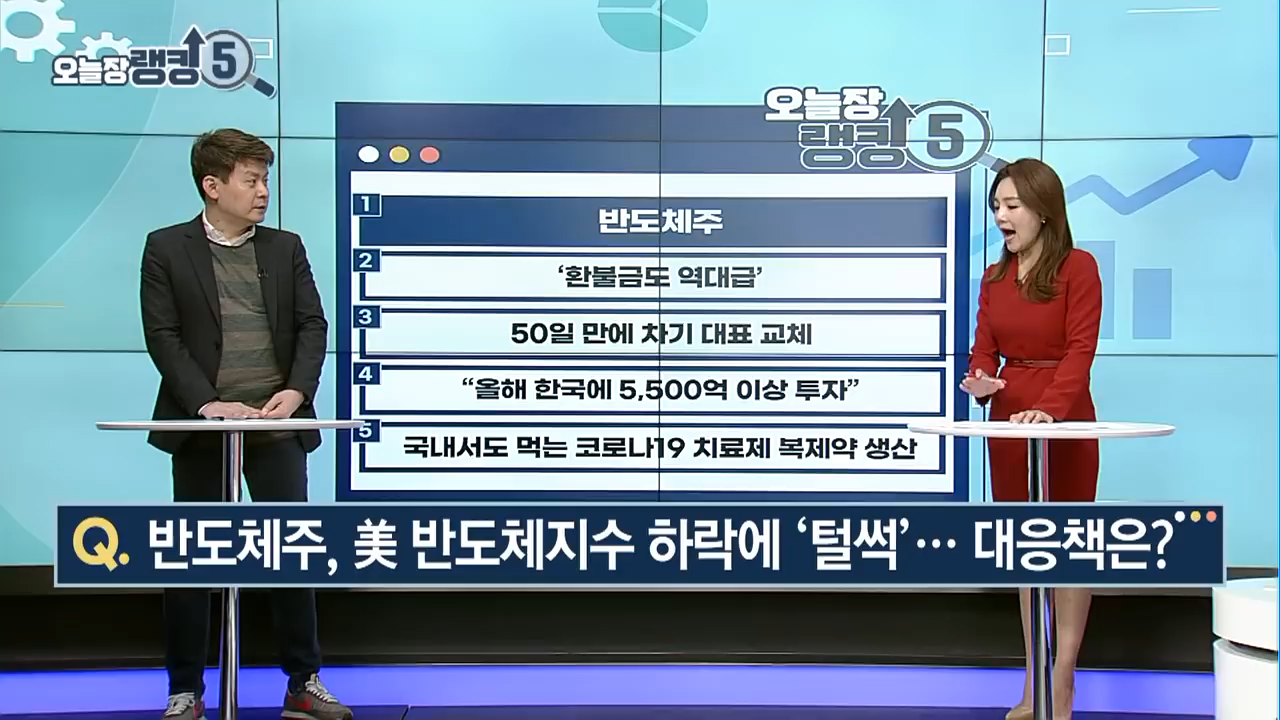 오늘장
랭킹 5
오늘장
랭킹 5
1
반도체주
2
‘환불금도 역대급’
3
50일 만에 차기 대표 교체
4
“올해 한국에 5,500억 이상 투자”
5
국내서도 먹는 코로나19 치료제 복제약 생산
Q. 반도체주, 美 반도체지수 하락에 ‘털썩’… 대응책은?